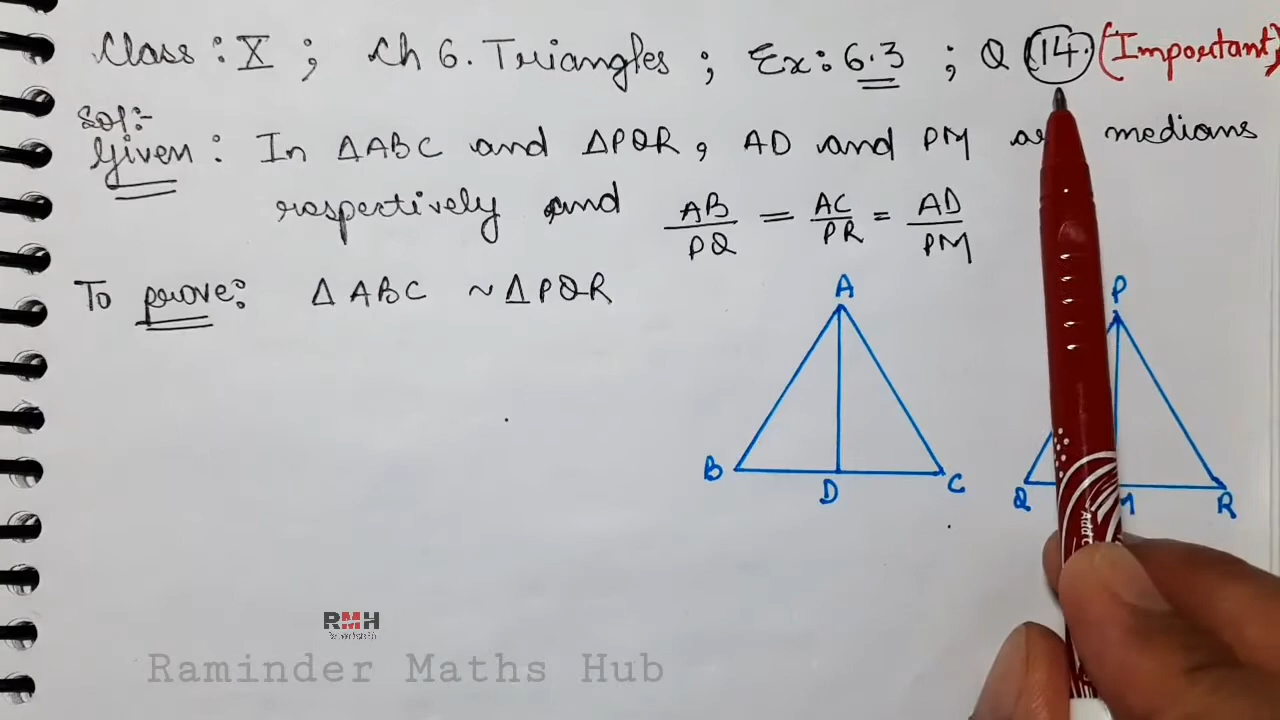 Class : X ; Ch 6. Triangles ; Ex: 6.3 ; Q 14. (Important)
Sol:-
Given : In ΔABC and ΔPQR, AD and PM medians
respectively and AB/PQ = AC/PR = AD/PM
To prove: ΔABC ~ ΔPQR
A P
B D C Q M R
RMH
Raminder Maths Hub